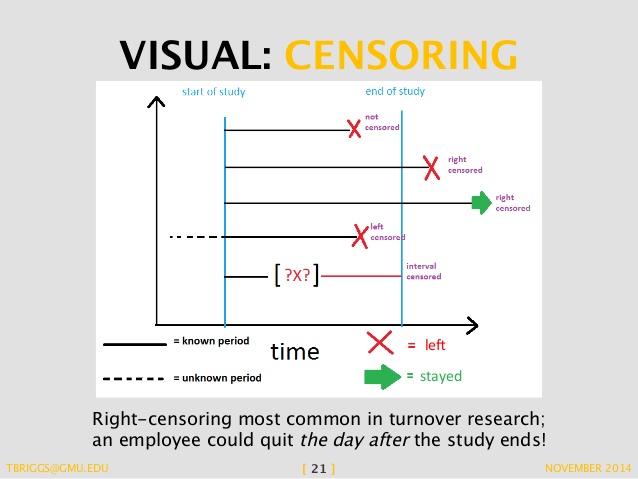 VISUAL: CENSORING
start of study
end of study
not
censored
right
censored
right
censored
left
censored
[ ?X? ]
interval
censored
time
= known period
= unknown period
= left
= stayed
Right-censoring most common in turnover research;
an employee could quit the day after the study ends!
TBRIGGS@GMU.EDU
[ 21 ]
NOVEMBER 2014